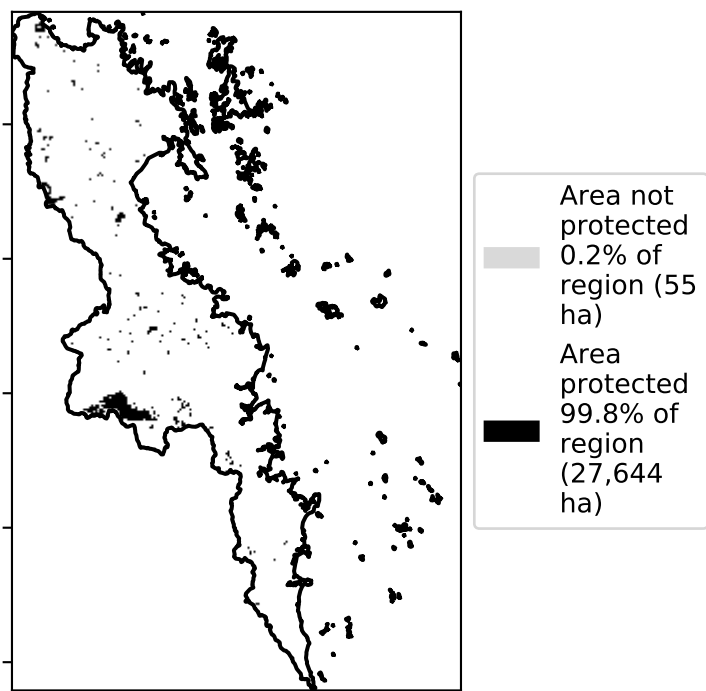 Area not
protected
0.2% of
region (55
ha)
Area
protected
99.8% of
region
(27,644
ha)